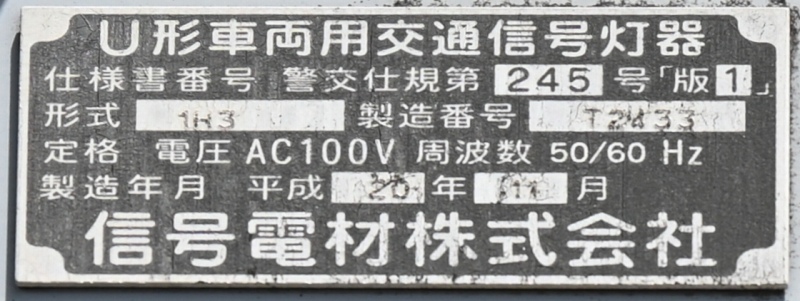 U形車両用交通信号灯器
仕様書番号 警交仕規第 245 号「版1」
形式 1H3 製造番号 T2433
定格 電圧 AC100V 周波数 50/60 Hz
製造年月 平成 20 年 11 月
信号電材株式会社